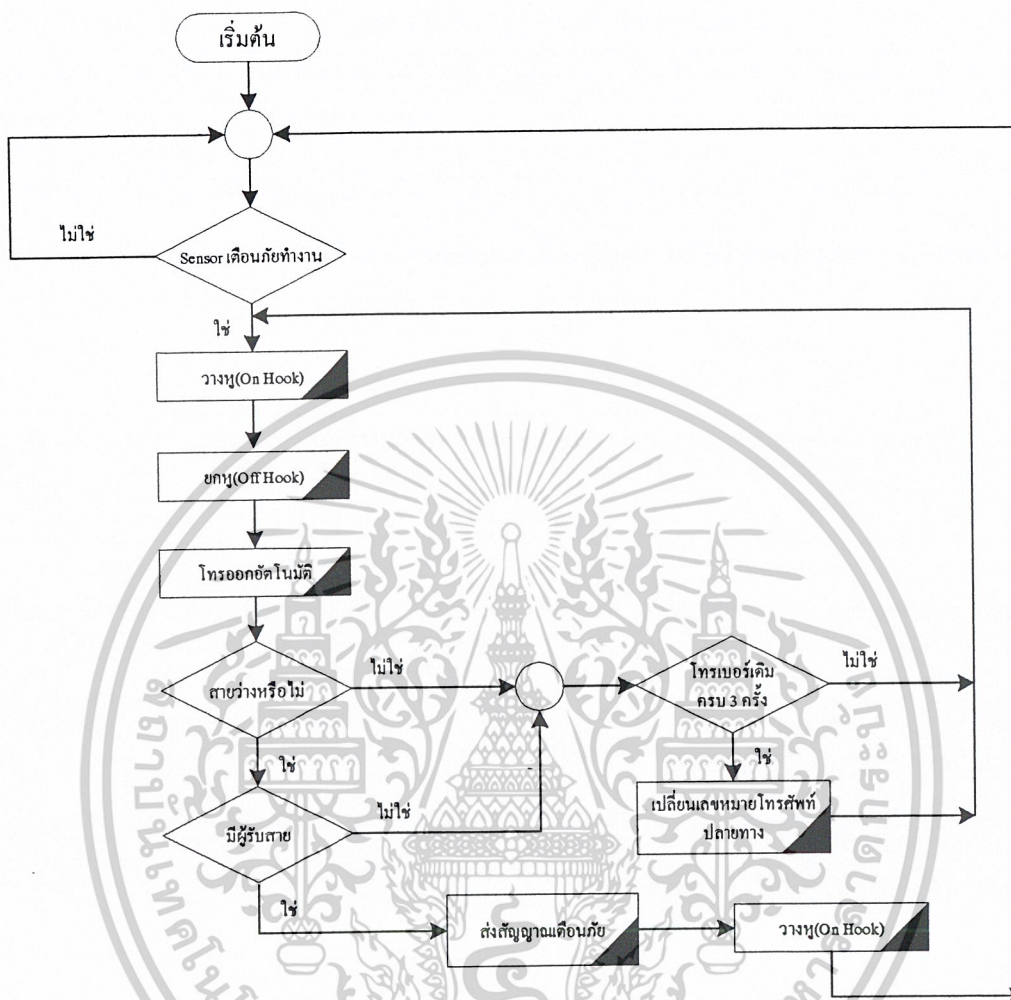 เริ่มต้น
ไม่ใช่
Sensor เตือนภัยทำงาน
ใช่
วางหู(On Hook)
ยกหู(Off Hook)
โทรออกอัตโนมัติ
สายว่างหรือไม่
ไม่ใช่
โทรเบอร์เดิม
ครบ 3 ครั้ง
ไม่ใช่
ใช่
ใช่
มีผู้รับสาย
ไม่ใช่
เปลี่ยนเลขหมายโทรศัพท์
ปลายทาง
ใช่
ส่งสัญญาณเตือนภัย
วางหู(On Hook)